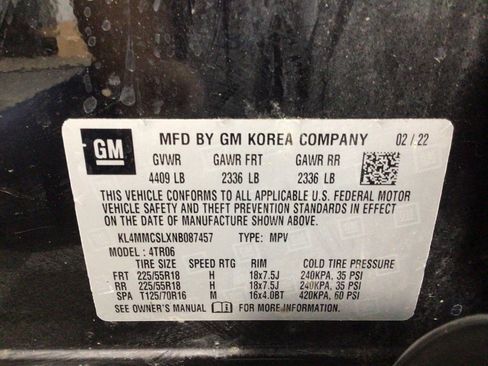 GM MFD BY GM KOREA COMPANY 02 / 22
GVWR GAWR FRT GAWR RR
4409 LB 2336 LB 2336 LB
THIS VEHICLE CONFORMS TO ALL APPLICABLE U.S. FEDERAL MOTOR
VEHICLE SAFETY AND THEFT PREVENTION STANDARDS IN EFFECT
ON THE DATE OF MANUFACTURE SHOWN ABOVE.
KL4MMCSLXNB087457 TYPE: MPV
MODEL: 4TR06
TIRE SIZE SPEED RTG RIM COLD TIRE PRESSURE
FRT 225/55R18 H 18x7.5J 240KPA, 35 PSI
RR 225/55R18 H 18x7.5J 240KPA, 35 PSI
SPA T125/70R16 M 16x4.0BT 420KPA, 60 PSI
SEE OWNER'S MANUAL i FOR MORE INFORMATION.